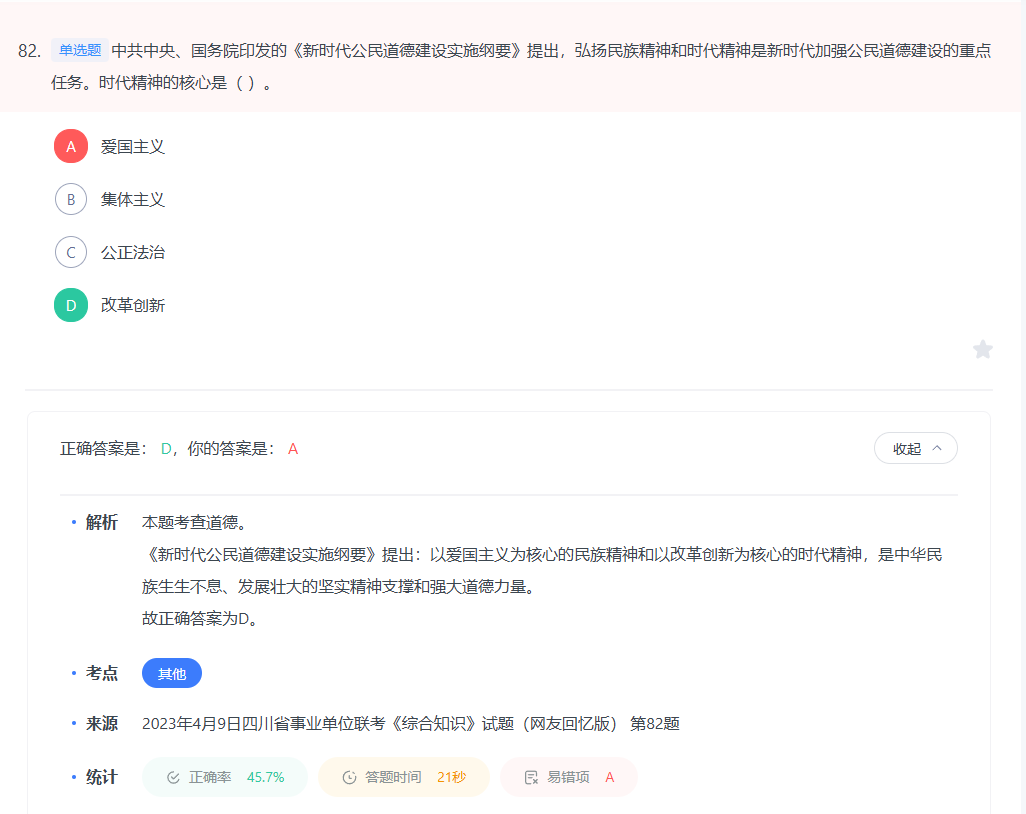 82. 单选题 中共中央、国务院印发的《新时代公民道德建设实施纲要》提出，弘扬民族精神和时代精神是新时代加强公民道德建设的重点
任务。时代精神的核心是（ ）。
A 爱国主义
B 集体主义
C 公正法治
D 改革创新
正确答案是： D，你的答案是： A
收起
解析 本题考查道德。
《新时代公民道德建设实施纲要》提出：以爱国主义为核心的民族精神和以改革创新为核心的时代精神，是中华民
族生生不息、发展壮大的坚实精神支撑和强大道德力量。
故正确答案为D。
考点 其他
来源 2023年4月9日四川省事业单位联考《综合知识》试题（网友回忆版） 第82题
统计 正确率 45.7% 答题时间 21秒 易错项 A